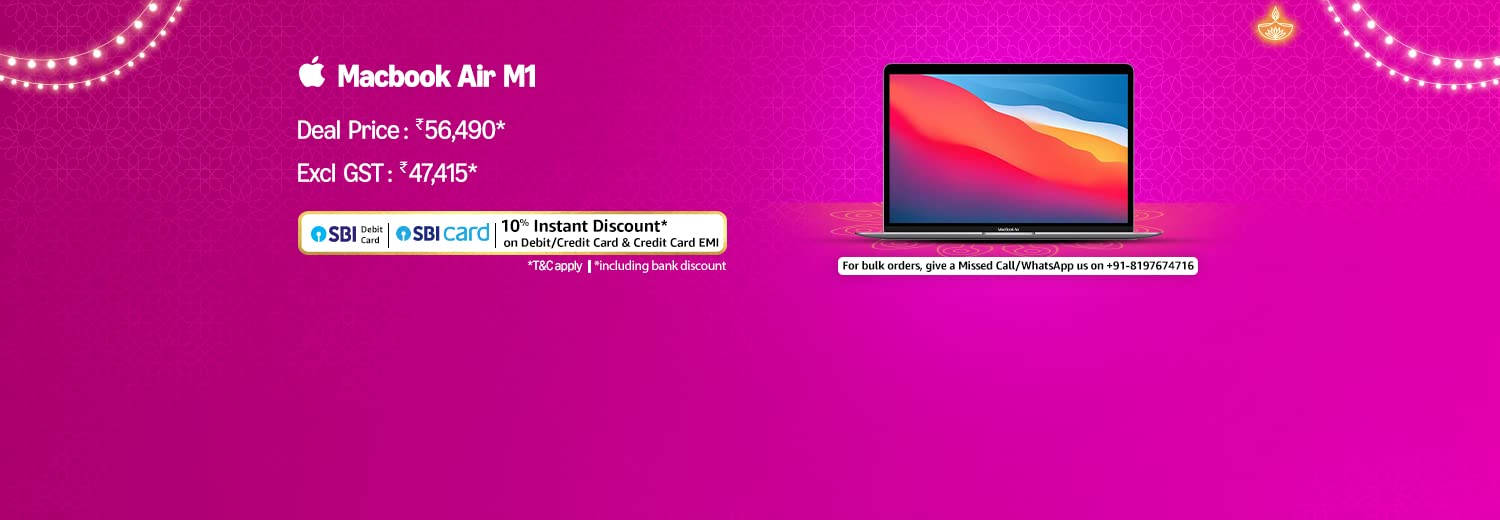 Macbook Air M1
Deal Price : ₹56,490*
Excl GST : ₹47,415*
SBI Debit Card | SBI card | 10% Instant Discount*
on Debit/Credit Card & Credit Card EMI
*T&C apply | *including bank discount
MacBook Air
For bulk orders, give a Missed Call/WhatsApp us on +91-8197674716